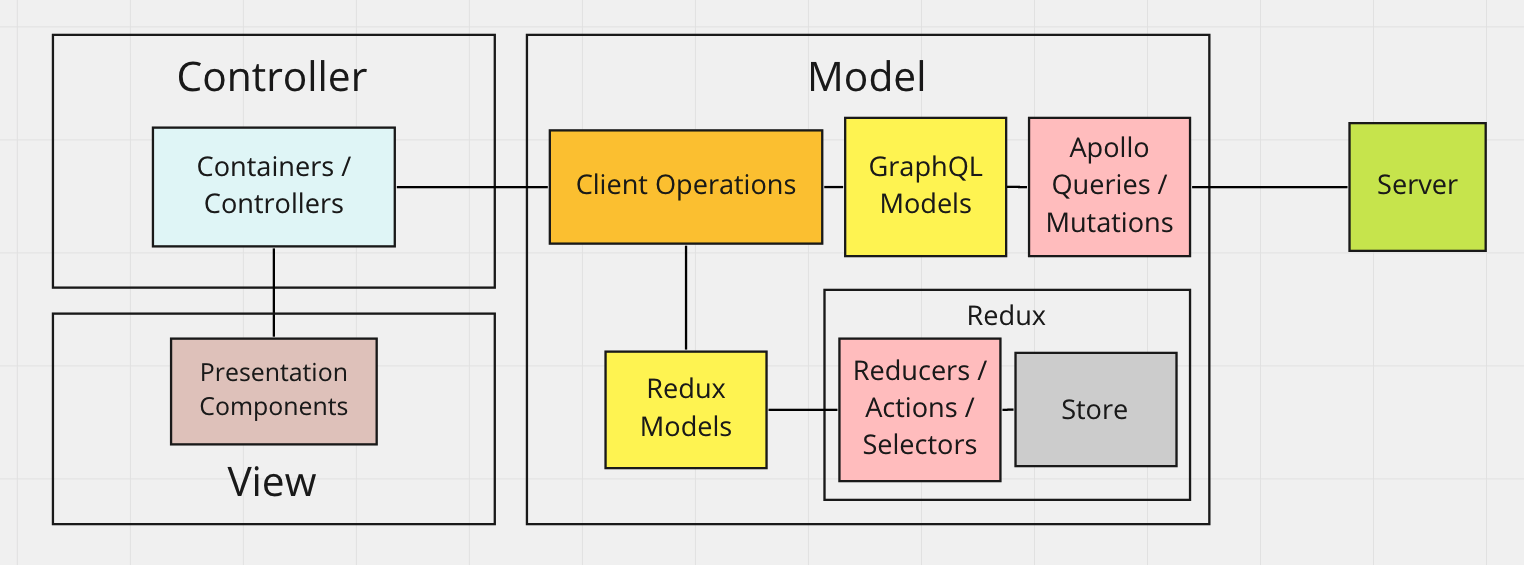 Controller
Containers /
Controllers
Presentation
Components
View
Model
Client Operations
GraphQL
Models
Apollo
Queries /
Mutations
Redux
Models
Redux
Reducers /
Actions /
Selectors
Store
Server